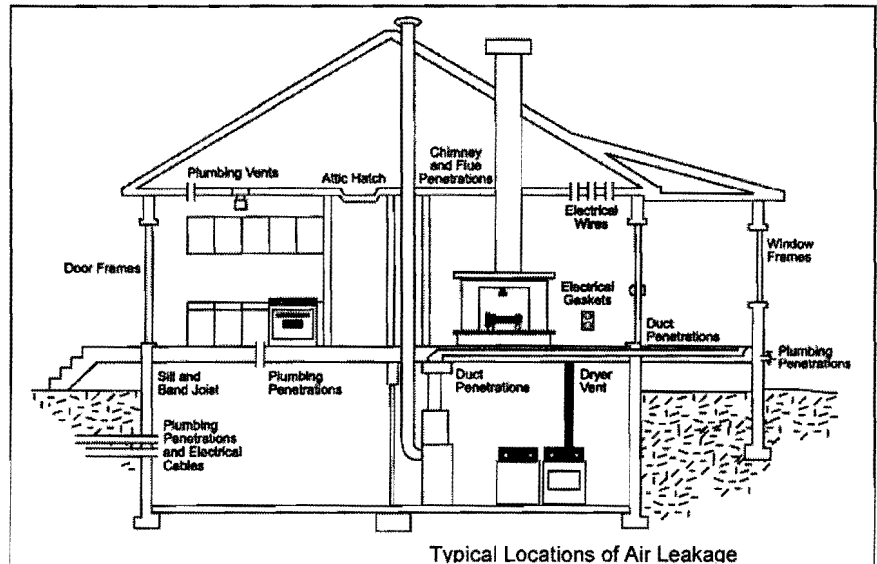 Plumbing Vents
Attic Hatch
Chimney
and Flue
Penetrations
Electrical
Wires
Door Frames
Window
Frames
Electrical
Gaskets
Duct
Penetrations
Plumbing
Penetrations
Sill and
Band Joist
Plumbing
Penetrations
Duct
Penetrations
Dryer
Vent
Plumbing
Penetrations
and Electrical
Cables
Typical Locations of Air Leakage